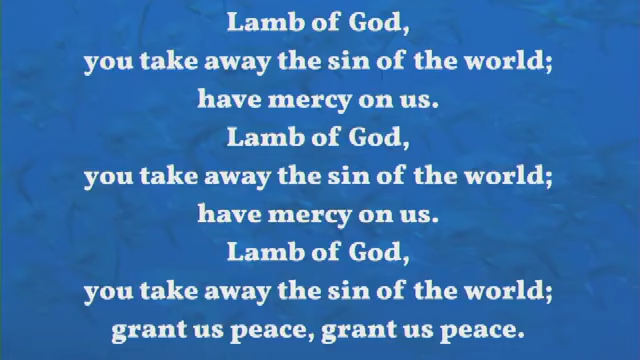 Lamb of God,
you take away the sin of the world;
have mercy on us.
Lamb of God,
you take away the sin of the world;
have mercy on us.
Lamb of God,
you take away the sin of the world;
grant us peace, grant us peace.